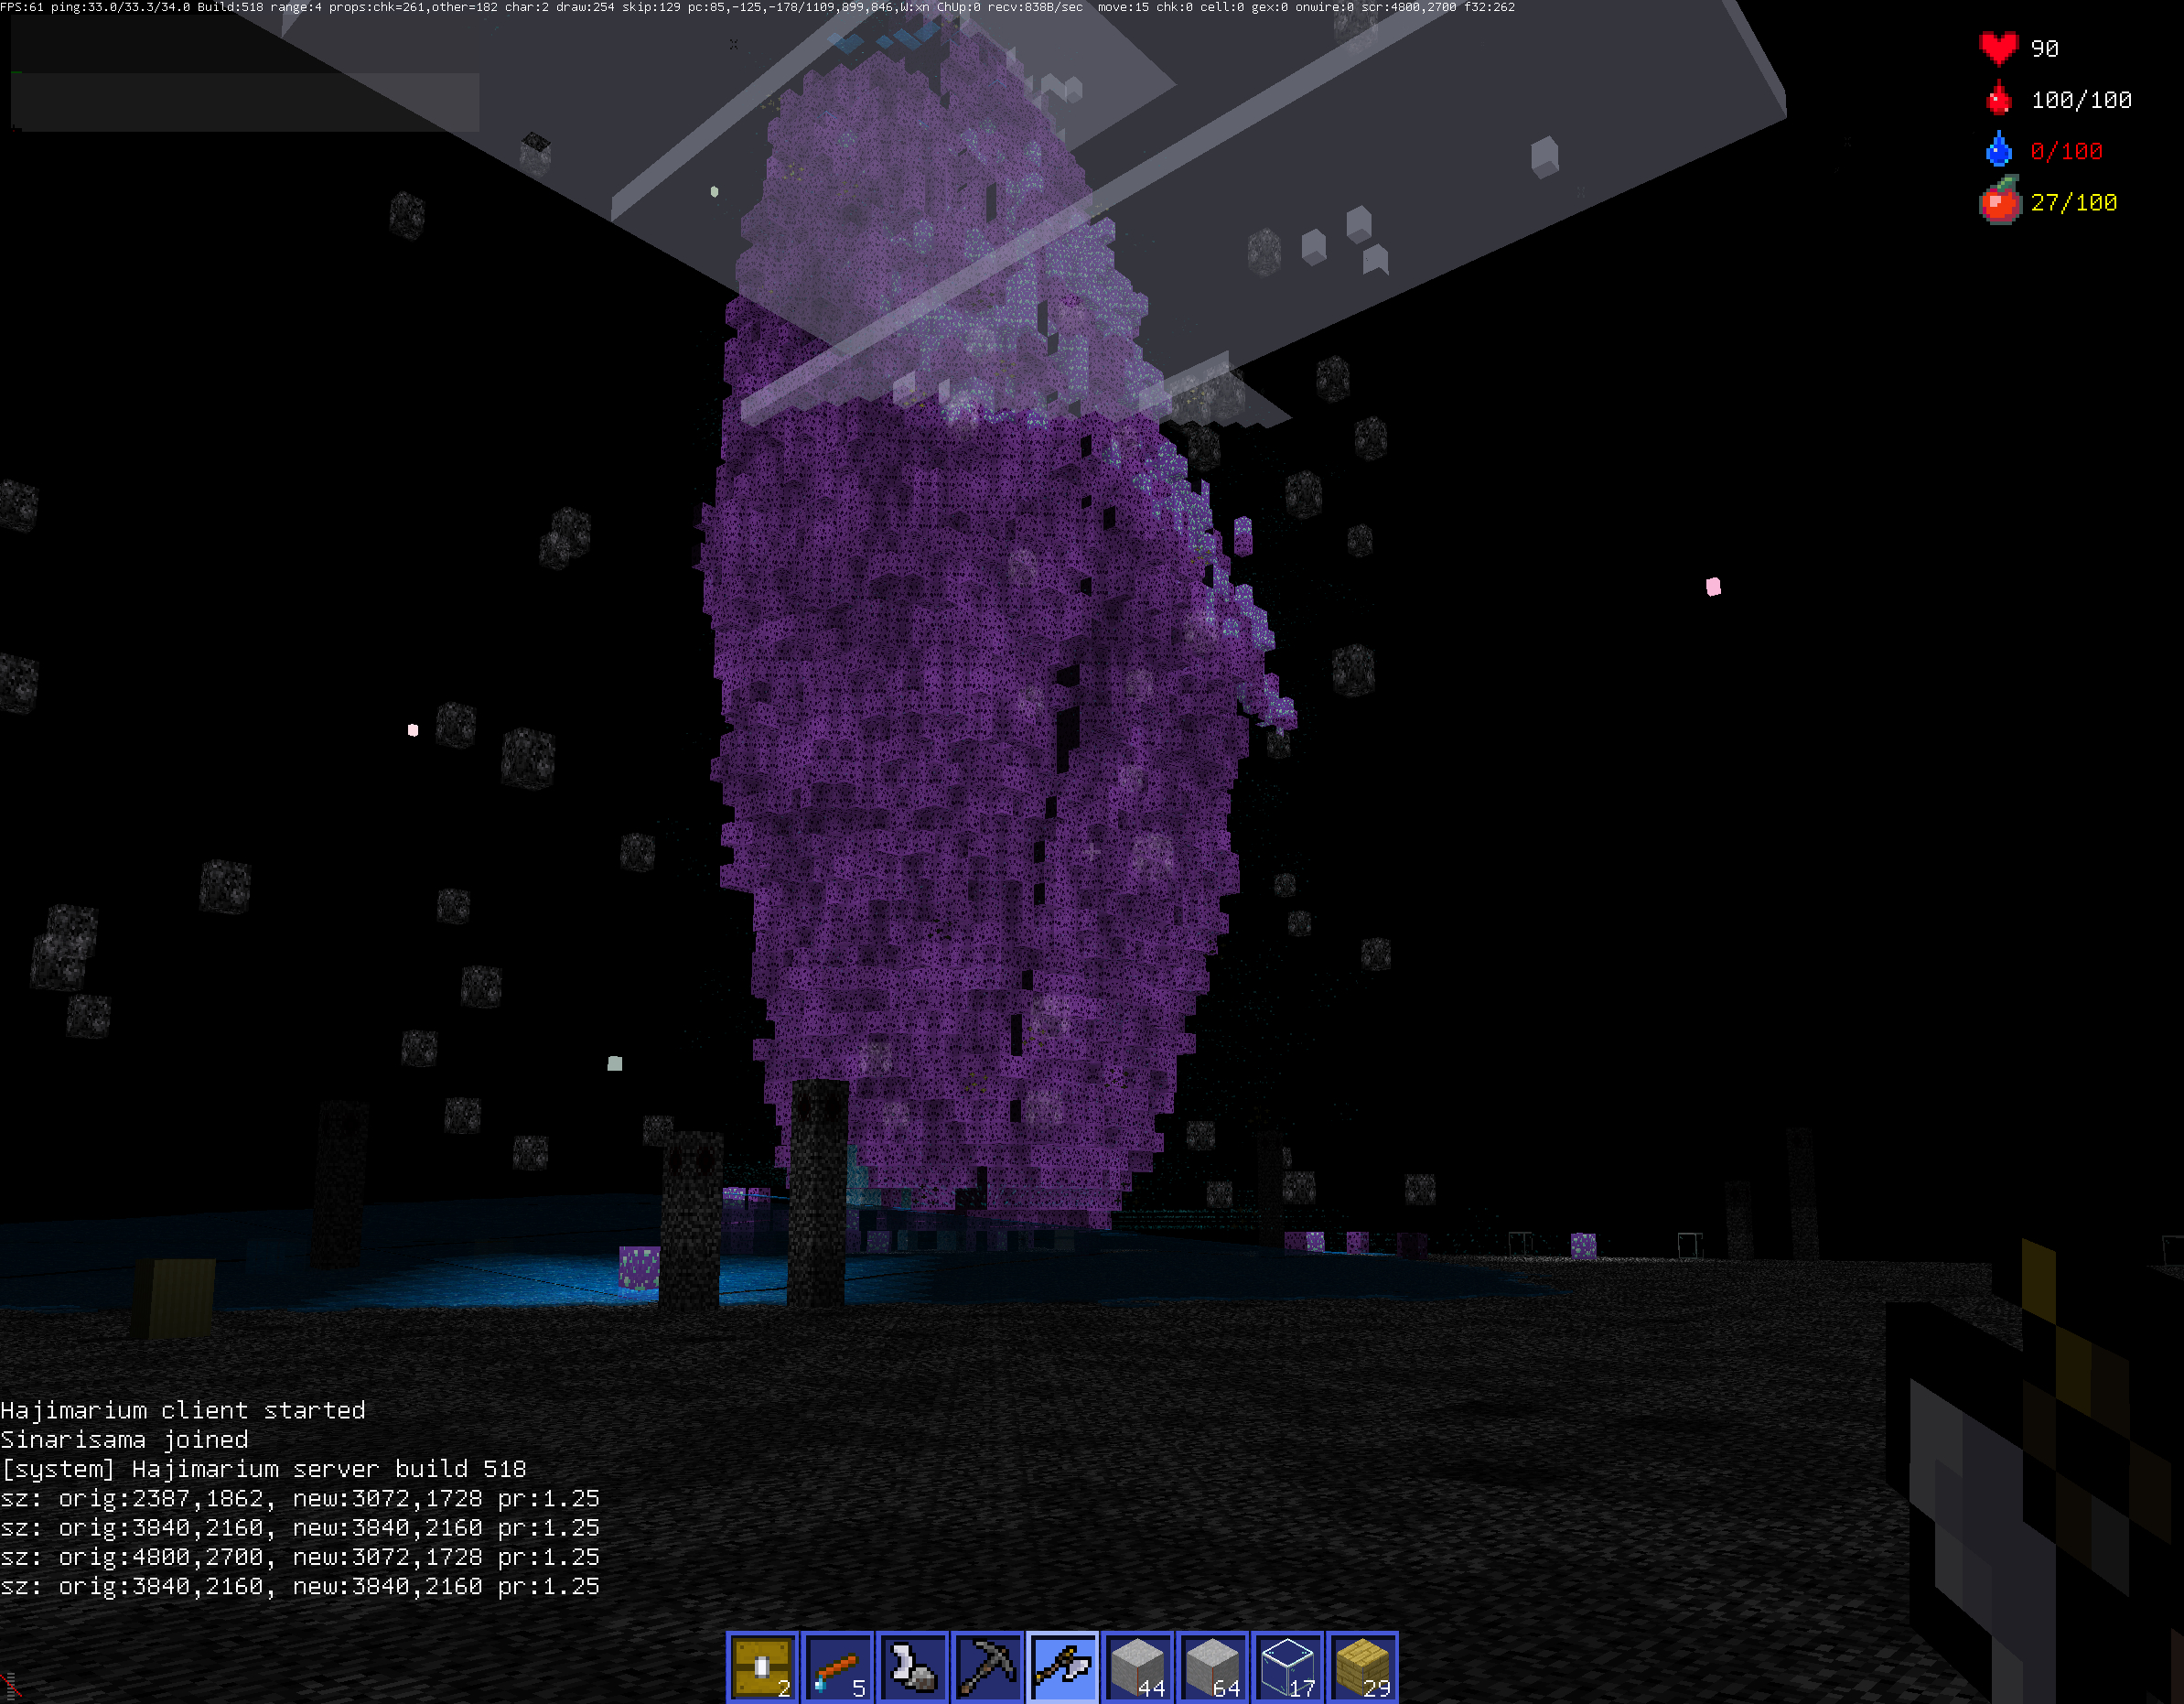 FPS:61 ping:33.0/33.3/34.0 Build:518 range:4 props:chk=261,other=182 char:2 draw:254 skip:129 pc:85,-125,-178/1109,899,846,W:xn ChUp:0 recv:838B/sec  move:15 chk:0 cell:0 gex:0 onwire:0 scr:4800,2700 f32:262
90
100/100
0/100
27/100
Hajimarium client started
Sinarisama joined
[system] Hajimarium server build 518
sz: orig:2387,1862, new:3072,1728 pr:1.25
sz: orig:3840,2160, new:3840,2160 pr:1.25
sz: orig:4800,2700, new:3072,1728 pr:1.25
sz: orig:3840,2160, new:3840,2160 pr:1.25
2 5 44 64 17 29